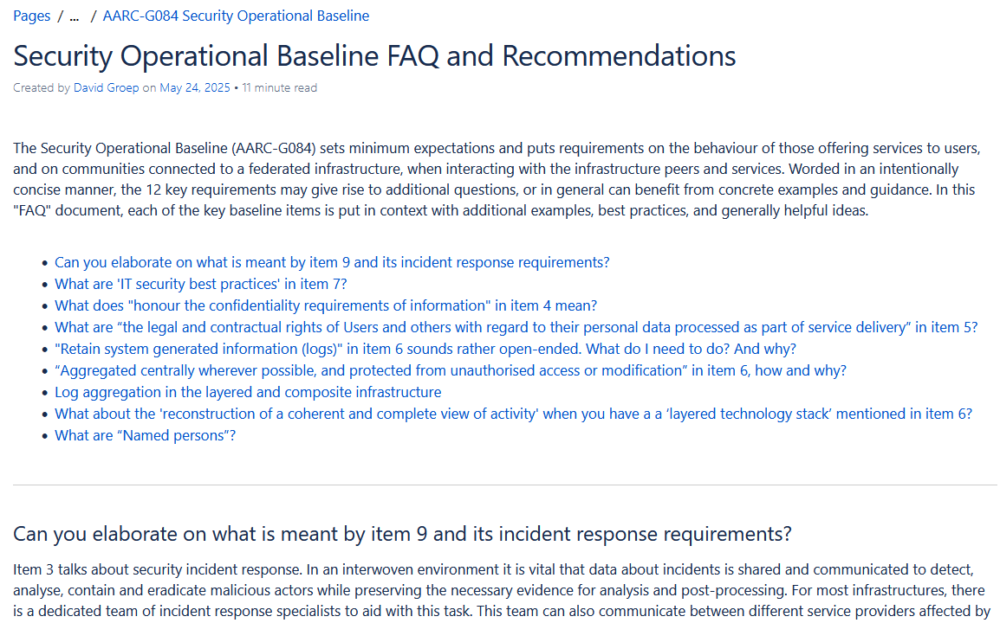 Pages / ... / AARC-G084 Security Operational Baseline
Security Operational Baseline FAQ and Recommendations
Created by David Groep on May 24, 2025 • 11 minute read
The Security Operational Baseline (AARC-G084) sets minimum expectations and puts requirements on the behaviour of those offering services to users,
and on communities connected to a federated infrastructure, when interacting with the infrastructure peers and services. Worded in an intentionally
concise manner, the 12 key requirements may give rise to additional questions, or in general can benefit from concrete examples and guidance. In this
"FAQ" document, each of the key baseline items is put in context with additional examples, best practices, and generally helpful ideas.
• Can you elaborate on what is meant by item 9 and its incident response requirements?
• What are 'IT security best practices' in item 7?
• What does "honour the confidentiality requirements of information" in item 4 mean?
• What are “the legal and contractual rights of Users and others with regard to their personal data processed as part of service delivery” in item 5?
• "Retain system generated information (logs)" in item 6 sounds rather open-ended. What do I need to do? And why?
• “Aggregated centrally wherever possible, and protected from unauthorised access or modification” in item 6, how and why?
• Log aggregation in the layered and composite infrastructure
• What about the 'reconstruction of a coherent and complete view of activity' when you have a a ‘layered technology stack’ mentioned in item 6?
• What are “Named persons”?
Can you elaborate on what is meant by item 9 and its incident response requirements?
Item 3 talks about security incident response. In an interwoven environment it is vital that data about incidents is shared and communicated to detect,
analyse, contain and eradicate malicious actors while preserving the necessary evidence for analysis and post-processing. For most infrastructures, there
is a dedicated team of incident response specialists to aid with this task. This team can also communicate between different service providers affected by